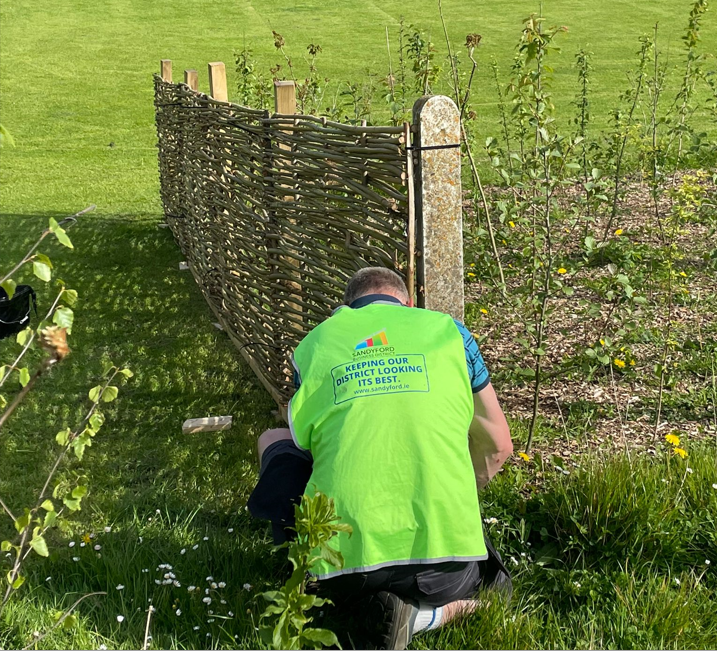 SANDYFORD
KEEPING OUR
DISTRICT LOOKING
ITS BEST.
www.sandyford.ie